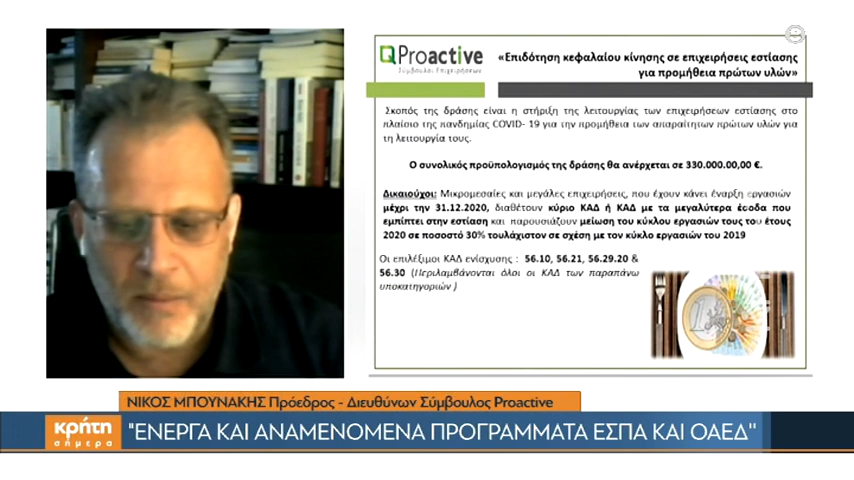 Proactive
Σύμβουλοι Επιχειρήσεων
«Επιδότηση κεφαλαίου κίνησης σε επιχειρήσεις εστίασης
για προμήθεια πρώτων υλών»
Σκοπός της δράσης είναι η στήριξη της λειτουργίας των επιχειρήσεων εστίασης στο
πλαίσιο της πανδημίας COVID- 19 για την προμήθεια των απαραίτητων πρώτων υλών για
τη λειτουργία τους.
Ο συνολικός προϋπολογισμός της δράσης θα ανέρχεται σε 330.000.00,00 €.
Δικαιούχοι: Μικρομεσαίες και μεγάλες επιχειρήσεις, που έχουν κάνει έναρξη εργασιών
μέχρι την 31.12.2020, διαθέτουν κύριο ΚΑΔ ή ΚΑΔ με τα μεγαλύτερα έσοδα που
εμπίπτει στην εστίαση και παρουσιάζουν μείωση του κύκλου εργασιών τους του έτους
2020 σε ποσοστό 30% τουλάχιστον σε σχέση με τον κύκλο εργασιών του 2019
Οι επιλέξιμοι ΚΑΔ ενίσχυσης : 56.10, 56.21, 56.29.20 &
56.30 (Περιλαμβάνονται όλοι οι ΚΑΔ των παραπάνω
υποκατηγοριών )
ΝΙΚΟΣ ΜΠΟΥΝΑΚΗΣ Πρόεδρος - Διευθύνων Σύμβουλος Proactive
κρήτη
σήμερα
"ΕΝΕΡΓΑ ΚΑΙ ΑΝΑΜΕΝΟΜΕΝΑ ΠΡΟΓΡΑΜΜΑΤΑ ΕΣΠΑ ΚΑΙ ΟΑΕΔ"